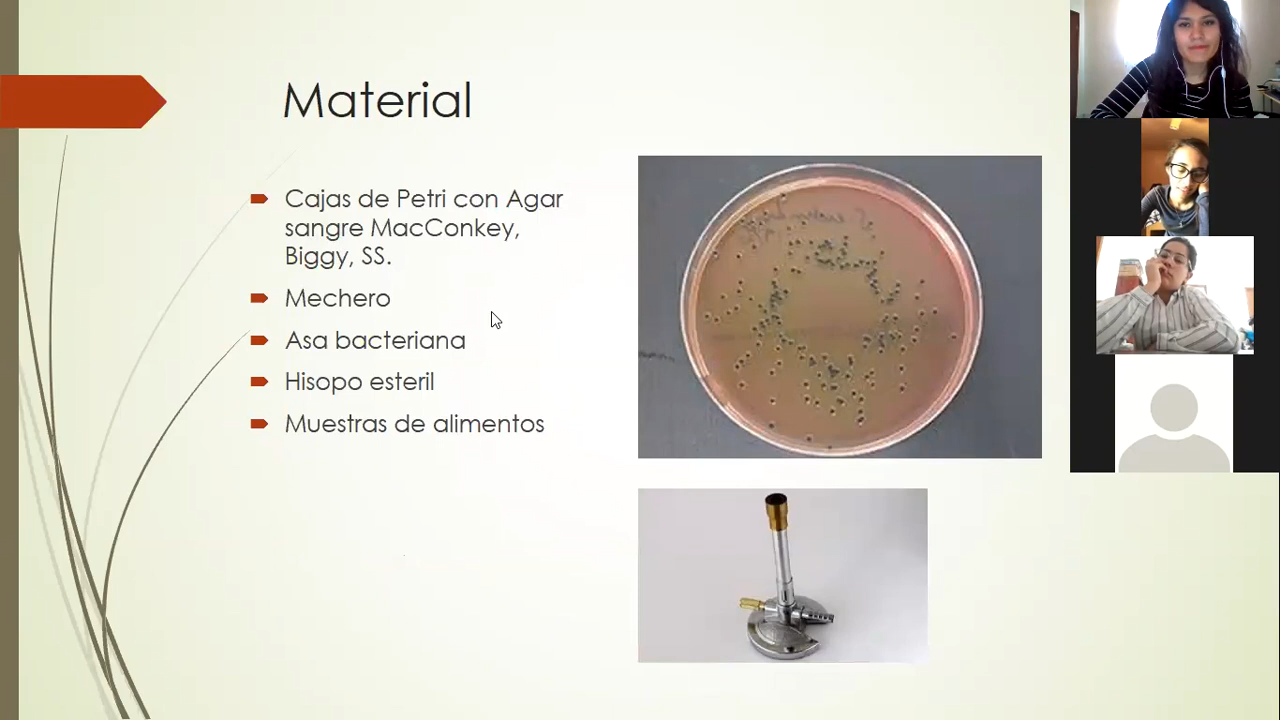 Material
Cajas de Petri con Agar
sangre MacConkey,
Biggy, SS.
Mechero
Asa bacteriana
Hisopo esteril
Muestras de alimentos